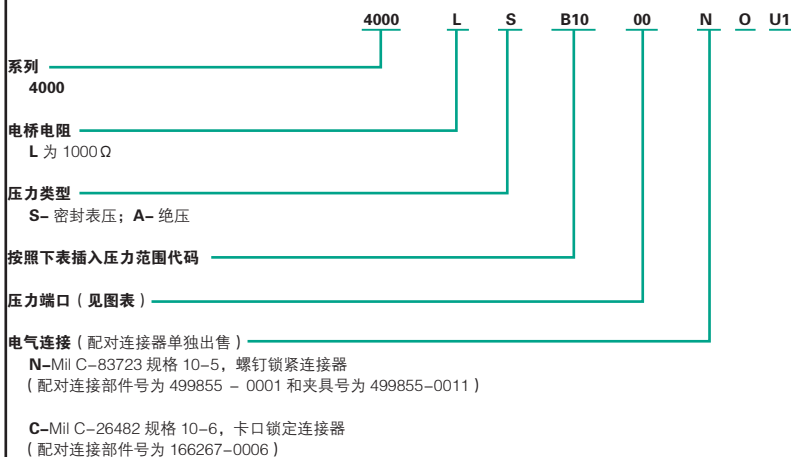 4000 L S B10 00 N O U1
系列
4000
电桥电阻
L 为 1000Ω
压力类型
S– 密封表压；A– 绝压
按照下表插入压力范围代码
压力端口（见图表）
电气连接（配对连接器单独出售）
N–Mil C–83723 规格 10–5，螺钉锁紧连接器
（配对连接部件号为 499855 – 0001 和夹具号为 499855–0011）
C–Mil C–26482 规格 10–6，卡口锁定连接器
（配对连接部件号为 166267–0006）